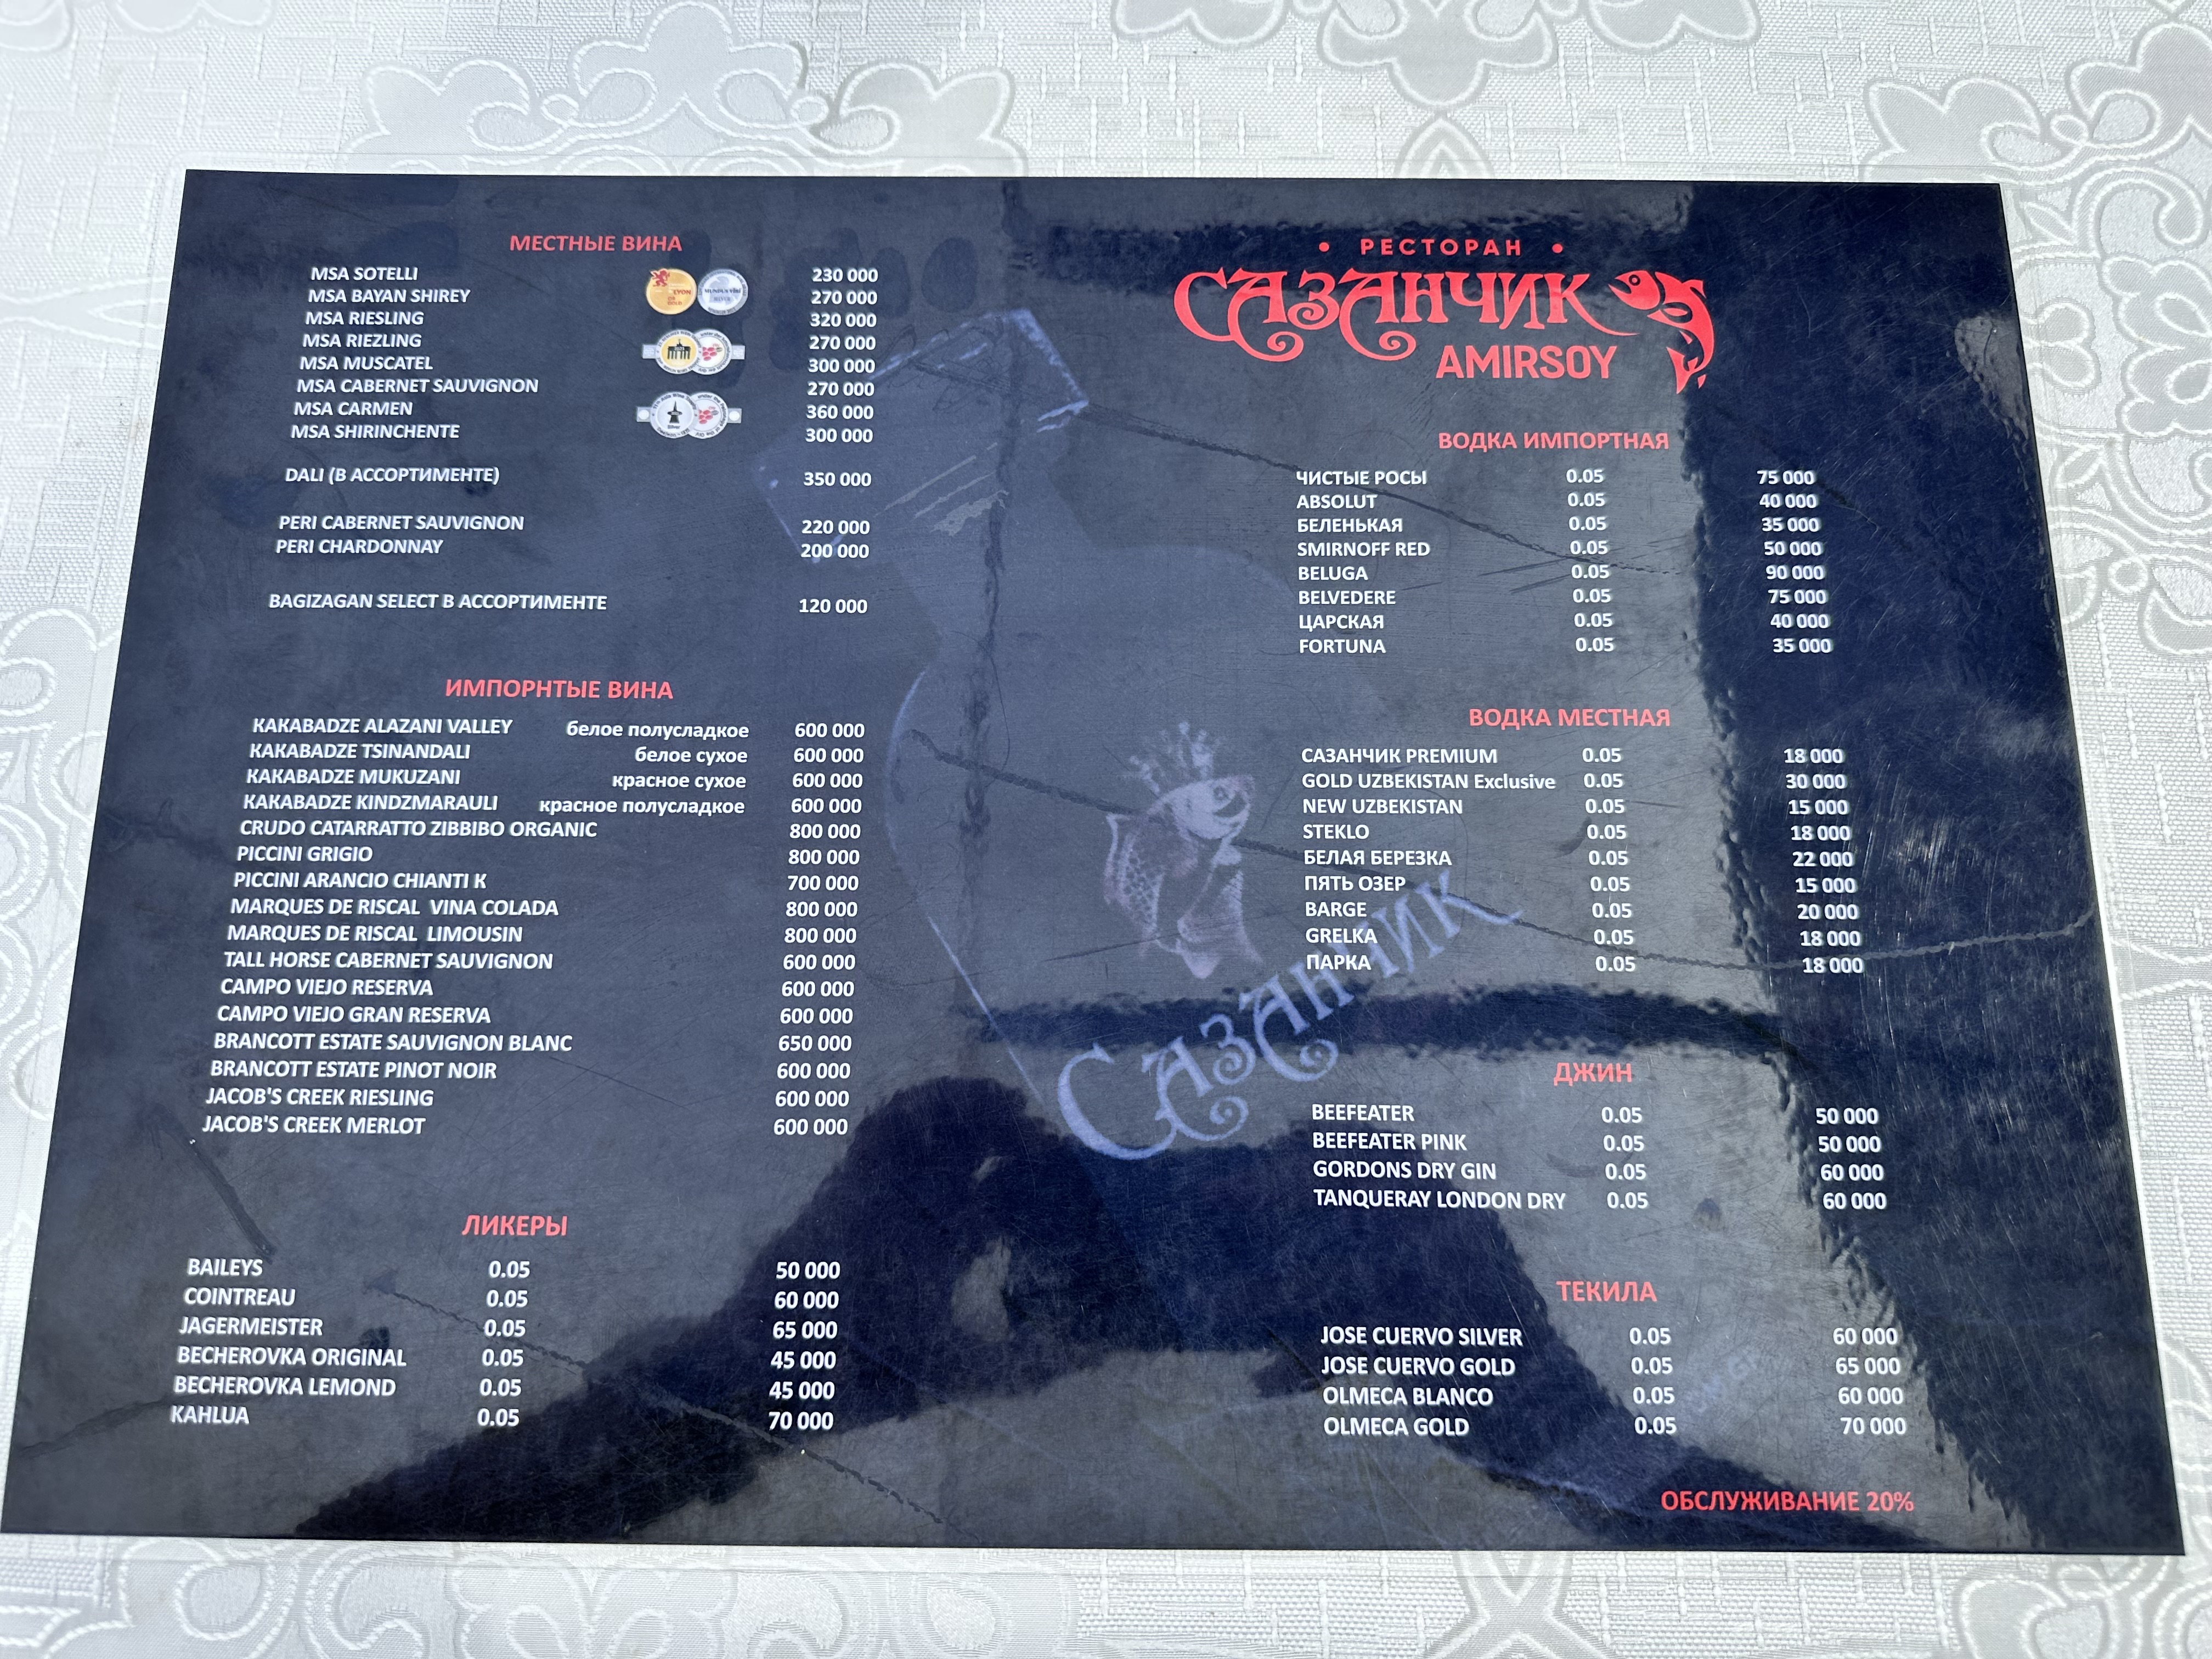 МЕСТНЫЕ ВИНА
MSA SOTELLI 230 000
MSA BAYAN SHIREY 270 000
MSA RIESLING 320 000
MSA RIEZLING 270 000
MSA MUSCATEL 300 000
MSA CABERNET SAUVIGNON 270 000
MSA CARMEN 360 000
MSA SHIRINCHENTE 300 000
DALI (В АССОРТИМЕНТЕ) 350 000
PERI CABERNET SAUVIGNON 220 000
PERI CHARDONNAY 200 000
BAGIZAGAN SELECT В АССОРТИМЕНТЕ 120 000
ИМПОРНТЫЕ ВИНА
KAKABADZE ALAZANI VALLEY белое полусладкое 600 000
KAKABADZE TSINANDALI белое сухое 600 000
KAKABADZE MUKUZANI красное сухое 600 000
KAKABADZE KINDZMARAULI красное полусладкое 600 000
CRUDO CATARRATTO ZIBBIBO ORGANIC 800 000
PICCINI GRIGIO 800 000
PICCINI ARANCIO CHIANTI K 700 000
MARQUES DE RISCAL VINA COLADA 800 000
MARQUES DE RISCAL LIMOUSIN 800 000
TALL HORSE CABERNET SAUVIGNON 600 000
CAMPO VIEJO RESERVA 600 000
CAMPO VIEJO GRAN RESERVA 600 000
BRANCOTT ESTATE SAUVIGNON BLANC 650 000
BRANCOTT ESTATE PINOT NOIR 600 000
JACOB'S CREEK RIESLING 600 000
JACOB'S CREEK MERLOT 600 000
ЛИКЕРЫ
BAILEYS 0.05 50 000
COINTREAU 0.05 60 000
JAGERMEISTER 0.05 65 000
BECHEROVKA ORIGINAL 0.05 45 000
BECHEROVKA LEMOND 0.05 45 000
KAHLUA 0.05 70 000
• РЕСТОРАН •
САЗАНЧИК
AMIRSOY
ВОДКА ИМПОРТНАЯ
ЧИСТЫЕ РОСЫ 0.05 75 000
ABSOLUT 0.05 40 000
БЕЛЕНЬКАЯ 0.05 35 000
SMIRNOFF RED 0.05 50 000
BELUGA 0.05 90 000
BELVEDERE 0.05 75 000
ЦАРСКАЯ 0.05 40 000
FORTUNA 0.05 35 000
ВОДКА МЕСТНАЯ
САЗАНЧИК PREMIUM 0.05 18 000
GOLD UZBEKISTAN Exclusive 0.05 30 000
NEW UZBEKISTAN 0.05 15 000
STEKLO 0.05 18 000
БЕЛАЯ БЕРЕЗКА 0.05 22 000
ПЯТЬ ОЗЕР 0.05 15 000
BARGE 0.05 20 000
GRELKA 0.05 18 000
ПАРКА 0.05 18 000
САЗАНЧИК
ДЖИН
BEEFEATER 0.05 50 000
BEEFEATER PINK 0.05 50 000
GORDONS DRY GIN 0.05 60 000
TANQUERAY LONDON DRY 0.05 60 000
ТЕКИЛА
JOSE CUERVO SILVER 0.05 60 000
JOSE CUERVO GOLD 0.05 65 000
OLMECA BLANCO 0.05 60 000
OLMECA GOLD 0.05 70 000
ОБСЛУЖИВАНИЕ 20%